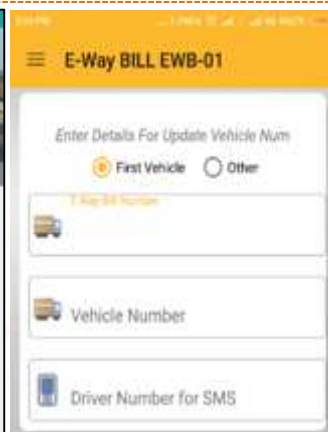 E-Way BILL EWB-01
Enter Details For Update Vehicle Num
First Vehicle Other
E-Way Bill Number
Vehicle Number
Driver Number for SMS